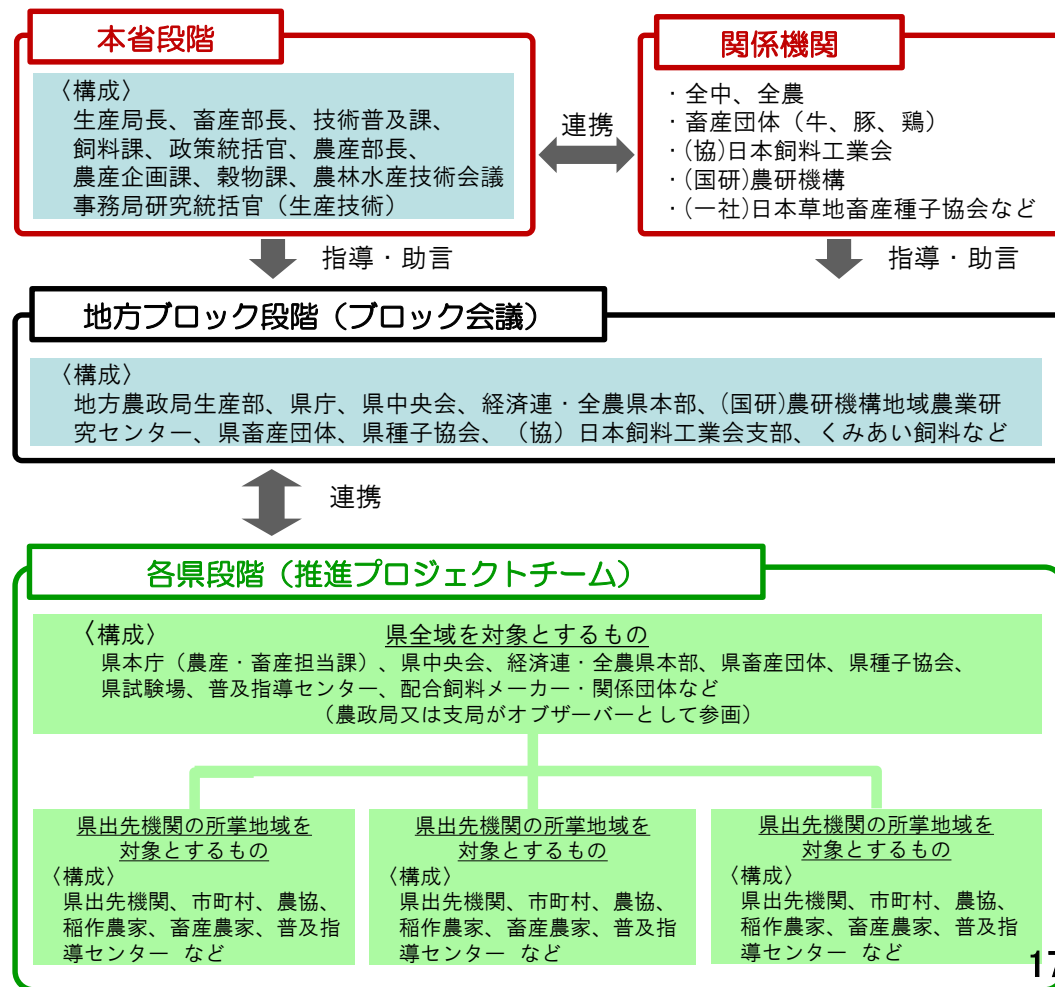 本省段階
〈構成〉
生産局長、畜産部長、技術普及課、
飼料課、政策統括官、農産部長、
農産企画課、穀物課、農林水産技術会議
事務局研究統括官（生産技術）
連携
関係機関
・全中、全農
・畜産団体（牛、豚、鶏）
・(協)日本飼料工業会
・(国研)農研機構
・(一社)日本草地畜産種子協会など
指導・助言
指導・助言
地方ブロック段階（ブロック会議）
〈構成〉
地方農政局生産部、県庁、県中央会、経済連・全農県本部、(国研)農研機構地域農業研
究センター、県畜産団体、県種子協会、（協）日本飼料工業会支部、くみあい飼料など
連携
各県段階（推進プロジェクトチーム）
〈構成〉 県全域を対象とするもの
県本庁（農産・畜産担当課）、県中央会、経済連・全農県本部、県畜産団体、県種子協会、
県試験場、普及指導センター、配合飼料メーカー・関係団体など
（農政局又は支局がオブザーバーとして参画）
県出先機関の所掌地域を
対象とするもの
〈構成〉
県出先機関、市町村、農協、
稲作農家、畜産農家、普及指
導センター など
県出先機関の所掌地域を
対象とするもの
〈構成〉
県出先機関、市町村、農協、
稲作農家、畜産農家、普及指
導センター など
県出先機関の所掌地域を
対象とするもの
〈構成〉
県出先機関、市町村、農協、
稲作農家、畜産農家、普及指
導センター など
17